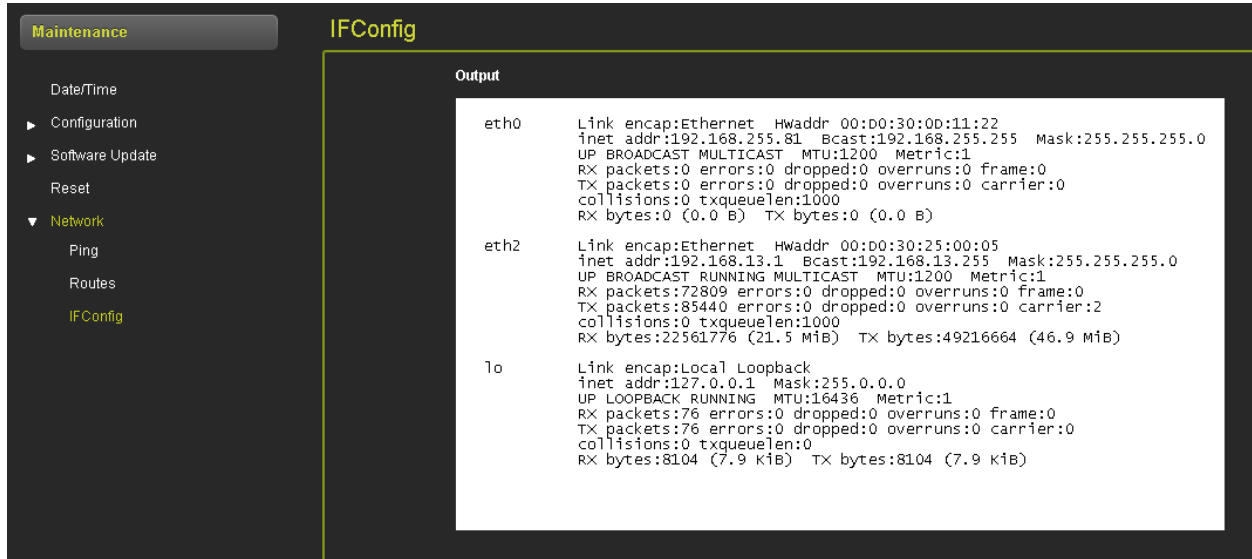 Maintenance
Date/Time
Configuration
Software Update
Reset
Network
Ping
Routes
IFConfig
IFConfig
Output
eth0 Link encap:Ethernet HWaddr 00:D0:30:0D:11:22
inet addr:192.168.255.81 Bcast:192.168.255.255 Mask:255.255.255.0
UP BROADCAST MULTICAST MTU:1200 Metric:1
RX packets:0 errors:0 dropped:0 overruns:0 frame:0
TX packets:0 errors:0 dropped:0 overruns:0 carrier:0
collisions:0 txqueuelen:1000
RX bytes:0 (0.0 B) TX bytes:0 (0.0 B)
eth2 Link encap:Ethernet HWaddr 00:D0:30:25:00:05
inet addr:192.168.13.1 Bcast:192.168.13.255 Mask:255.255.255.0
UP BROADCAST RUNNING MULTICAST MTU:1200 Metric:1
RX packets:72809 errors:0 dropped:0 overruns:0 frame:0
TX packets:85440 errors:0 dropped:0 overruns:0 carrier:2
collisions:0 txqueuelen:1000
RX bytes:22561776 (21.5 MiB) TX bytes:49216664 (46.9 MiB)
lo Link encap:Local Loopback
inet addr:127.0.0.1 Mask:255.0.0.0
UP LOOPBACK RUNNING MTU:16436 Metric:1
RX packets:76 errors:0 dropped:0 overruns:0 frame:0
TX packets:76 errors:0 dropped:0 overruns:0 carrier:0
collisions:0 txqueuelen:0
RX bytes:8104 (7.9 KiB) TX bytes:8104 (7.9 KiB)